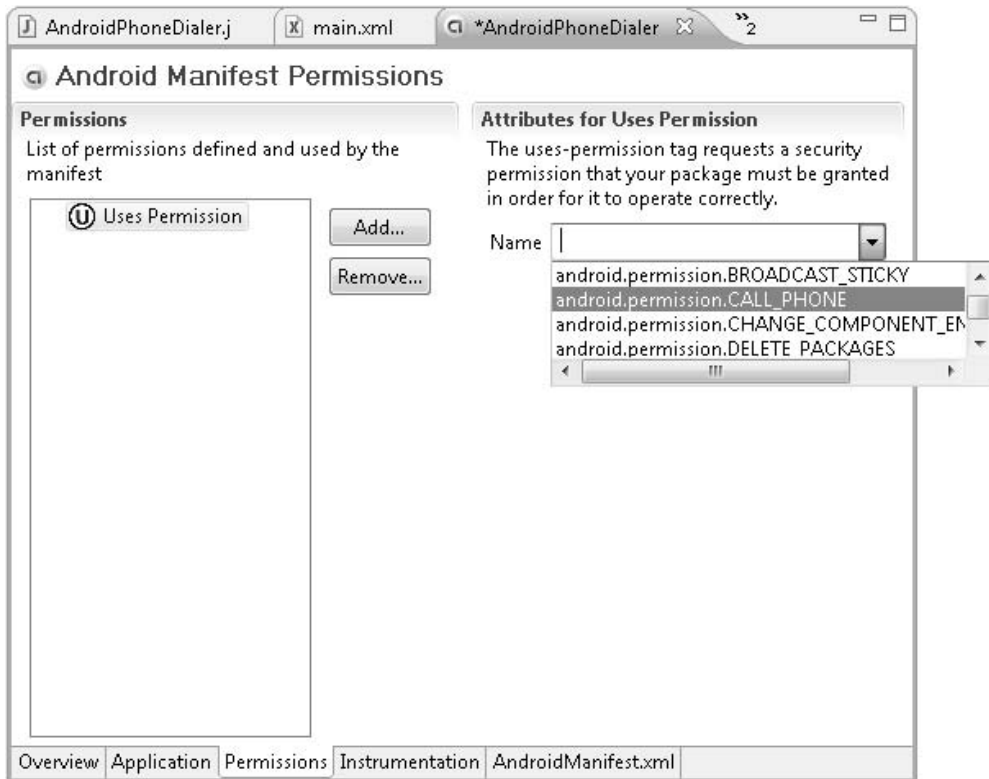 AndroidPhoneDialer.j
main.xml
*AndroidPhoneDialer
»2
Android Manifest Permissions
Permissions
List of permissions defined and used by the
manifest
U Uses Permission
Add...
Remove...
Attributes for Uses Permission
The uses-permission tag requests a security
permission that your package must be granted
in order for it to operate correctly.
Name
android.permission.BROADCAST_STICKY
android.permission.CALL_PHONE
android.permission.CHANGE_COMPONENT_EN
android.permission.DELETE_PACKAGES
Overview Application Permissions Instrumentation AndroidManifest.xml